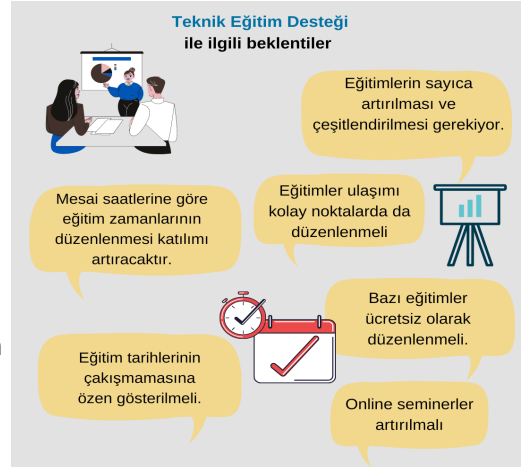 Teknik Eğitim Desteği
ile ilgili beklentiler
Eğitimlerin sayıca
artırılması ve
çeşitlendirilmesi gerekiyor.
Mesai saatlerine göre
eğitim zamanlarının
düzenlenmesi katılımı
artıracaktır.
Eğitimler ulaşımı
kolay noktalarda da
düzenlenmeli
Bazı eğitimler
ücretsiz olarak
düzenlenmeli.
Eğitim tarihlerinin
çakışmamasına
özen gösterilmeli.
Online seminerler
artırılmalı